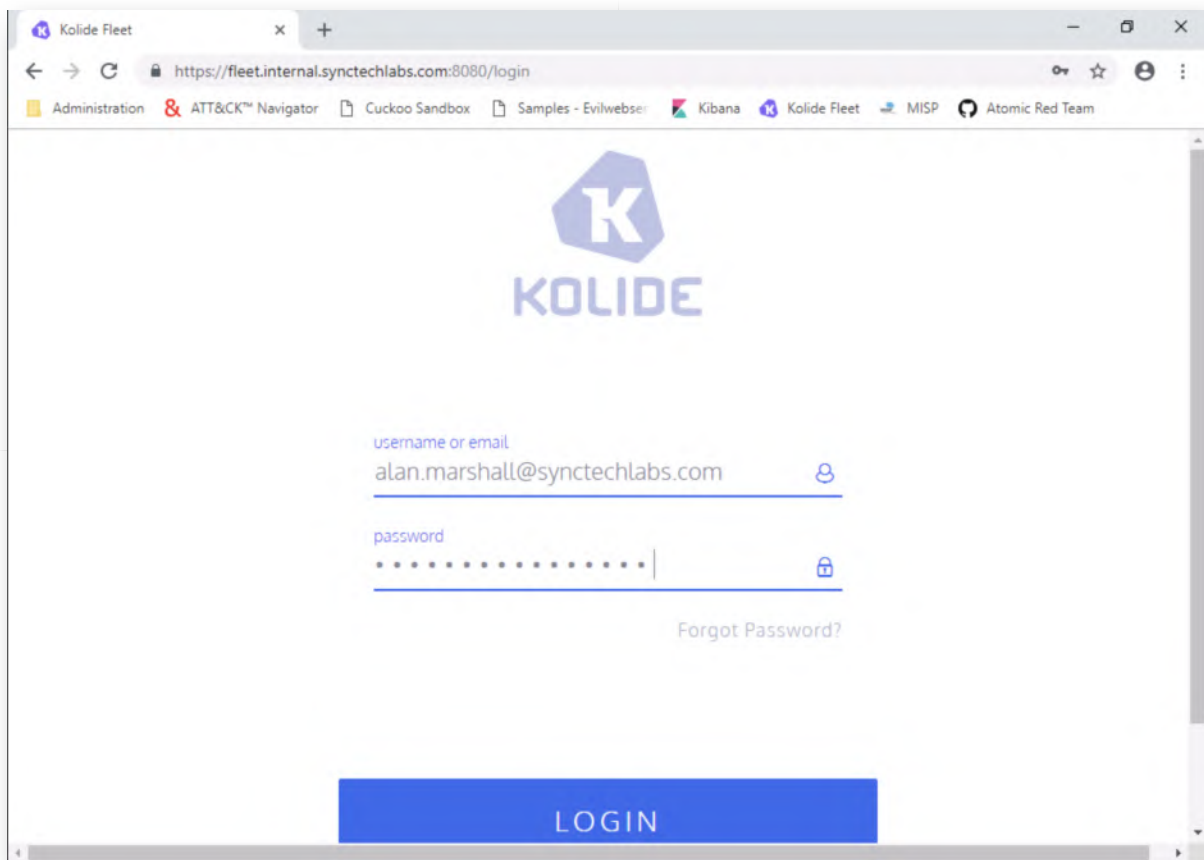 Kolide Fleet
https://fleet.internal.synctechlabs.com:8080/login
Administration ATT&CK™ Navigator Cuckoo Sandbox Samples - Evilwebser Kibana Kolide Fleet MISP Atomic Red Team
KOLIDE
username or email
alan.marshall@synctechlabs.com
password
Forgot Password?
LOGIN